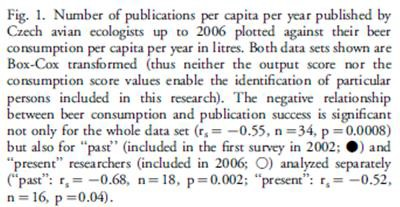 Fig. 1. Number of publications per capita per year published by
Czech avian ecologists up to 2006 plotted against their beer
consumption per capita per year in litres. Both data sets shown are
Box-Cox transformed (thus neither the output score nor the
consumption score values enable the identification of particular
persons included in this research). The negative relationship
between beer consumption and publication success is significant
not only for the whole data set (rs = −0.55, n =34, p = 0.0008)
but also for “past” (included in the first survey in 2002; ●) and
“present” researchers (included in 2006; ○) analyzed separately
(“past”: rs = −0.68, n = 18, p = 0.002; “present”: rs = −0.52,
n = 16, p =0.04).